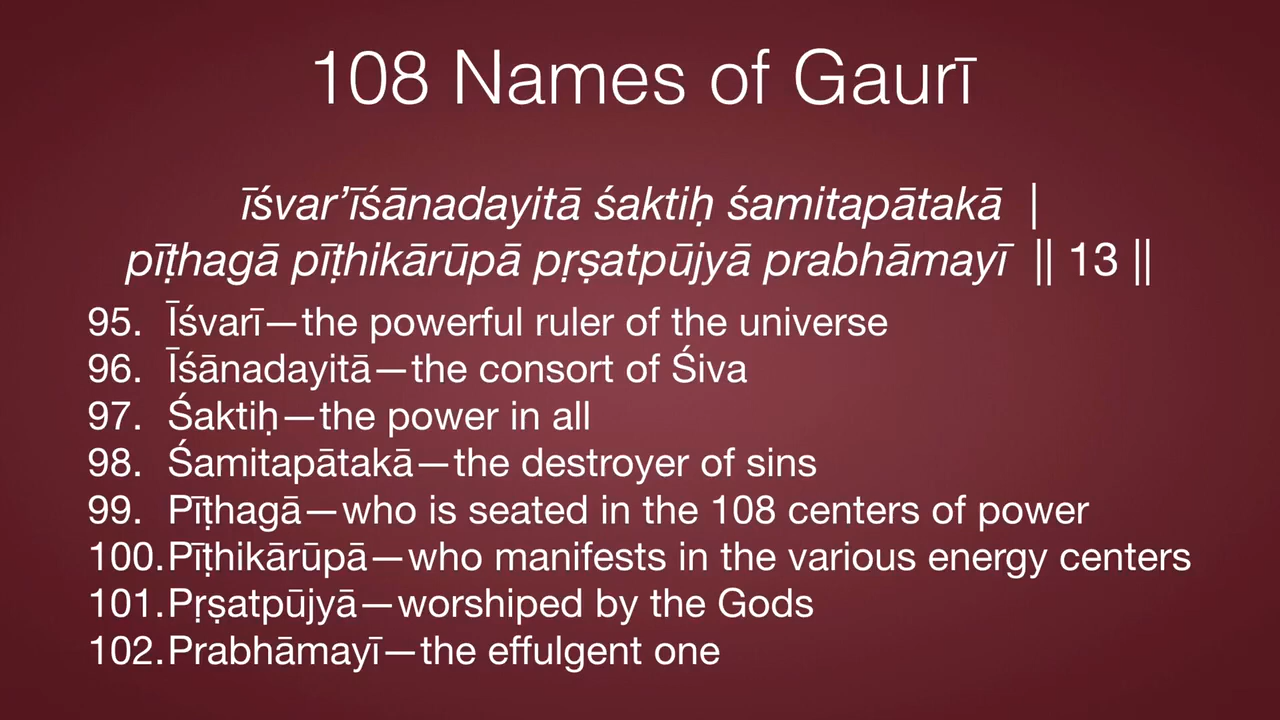 108 Names of Gaurī
īśvar’īśānadayitā śaktiḥ śamitapātakā |
pīṭhagā pīṭhikārūpā pṛṣatpūjyā prabhāmayī || 13 ||
95. Īśvarī—the powerful ruler of the universe
96. Īśānadayitā—the consort of Śiva
97. Śaktiḥ—the power in all
98. Śamitapātakā—the destroyer of sins
99. Pīṭhagā—who is seated in the 108 centers of power
100. Pīṭhikārūpā—who manifests in the various energy centers
101. Pṛṣatpūjyā—worshiped by the Gods
102. Prabhāmayī—the effulgent one